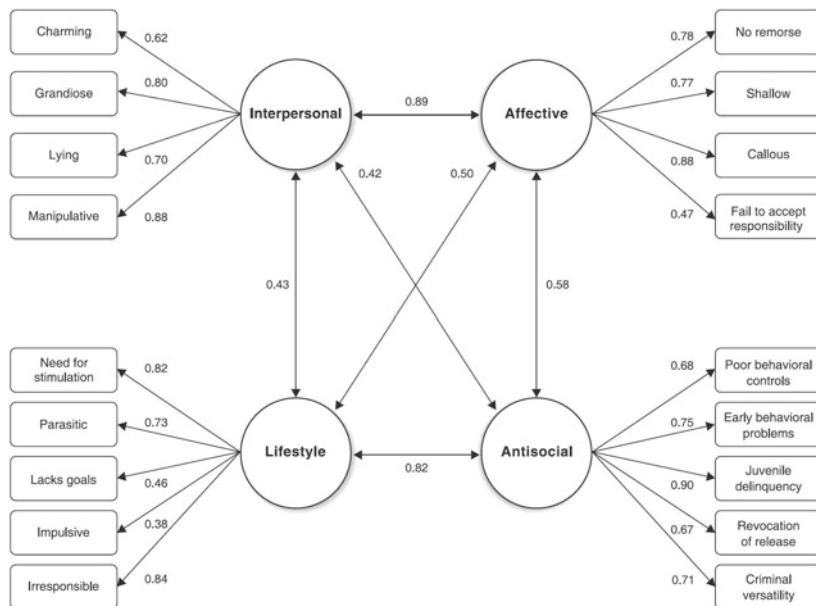 Charming
0.62
Grandiose
0.80
Lying
0.70
Manipulative
0.88
Interpersonal
0.89
Affective
0.78
No remorse
0.77
Shallow
0.88
Callous
0.47
Fail to accept
responsibility
0.42
0.50
0.43
0.58
Need for
stimulation
0.82
Parasitic
0.73
Lacks goals
0.46
Impulsive
0.38
Irresponsible
0.84
Lifestyle
0.82
Antisocial
0.68
Poor behavioral
controls
0.75
Early behavioral
problems
0.90
Juvenile
delinquency
0.67
Revocation
of release
0.71
Criminal
versatility